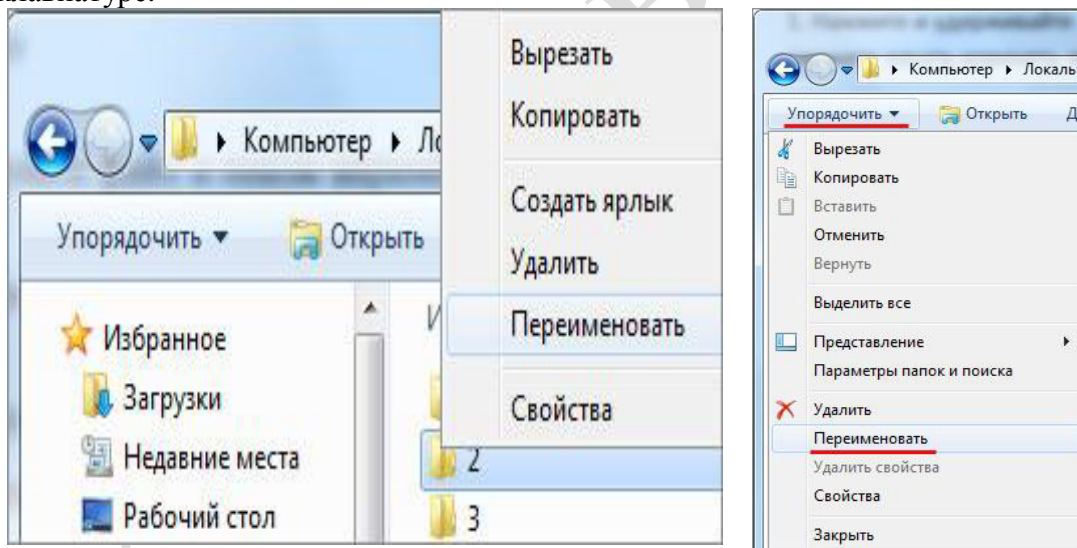 Вырезать
Копировать
Создать ярлык
Удалить
Переименовать
Свойства
Компьютер
Упорядочить
Открыть
Избранное
Загрузки
Недавние места
Рабочий стол
2
3
Компьютер
Упорядочить
Открыть
Вырезать
Копировать
Вставить
Отменить
Вернуть
Выделить все
Представление
Параметры папок и поиска
Удалить
Переименовать
Удалить свойства
Свойства
Закрыть